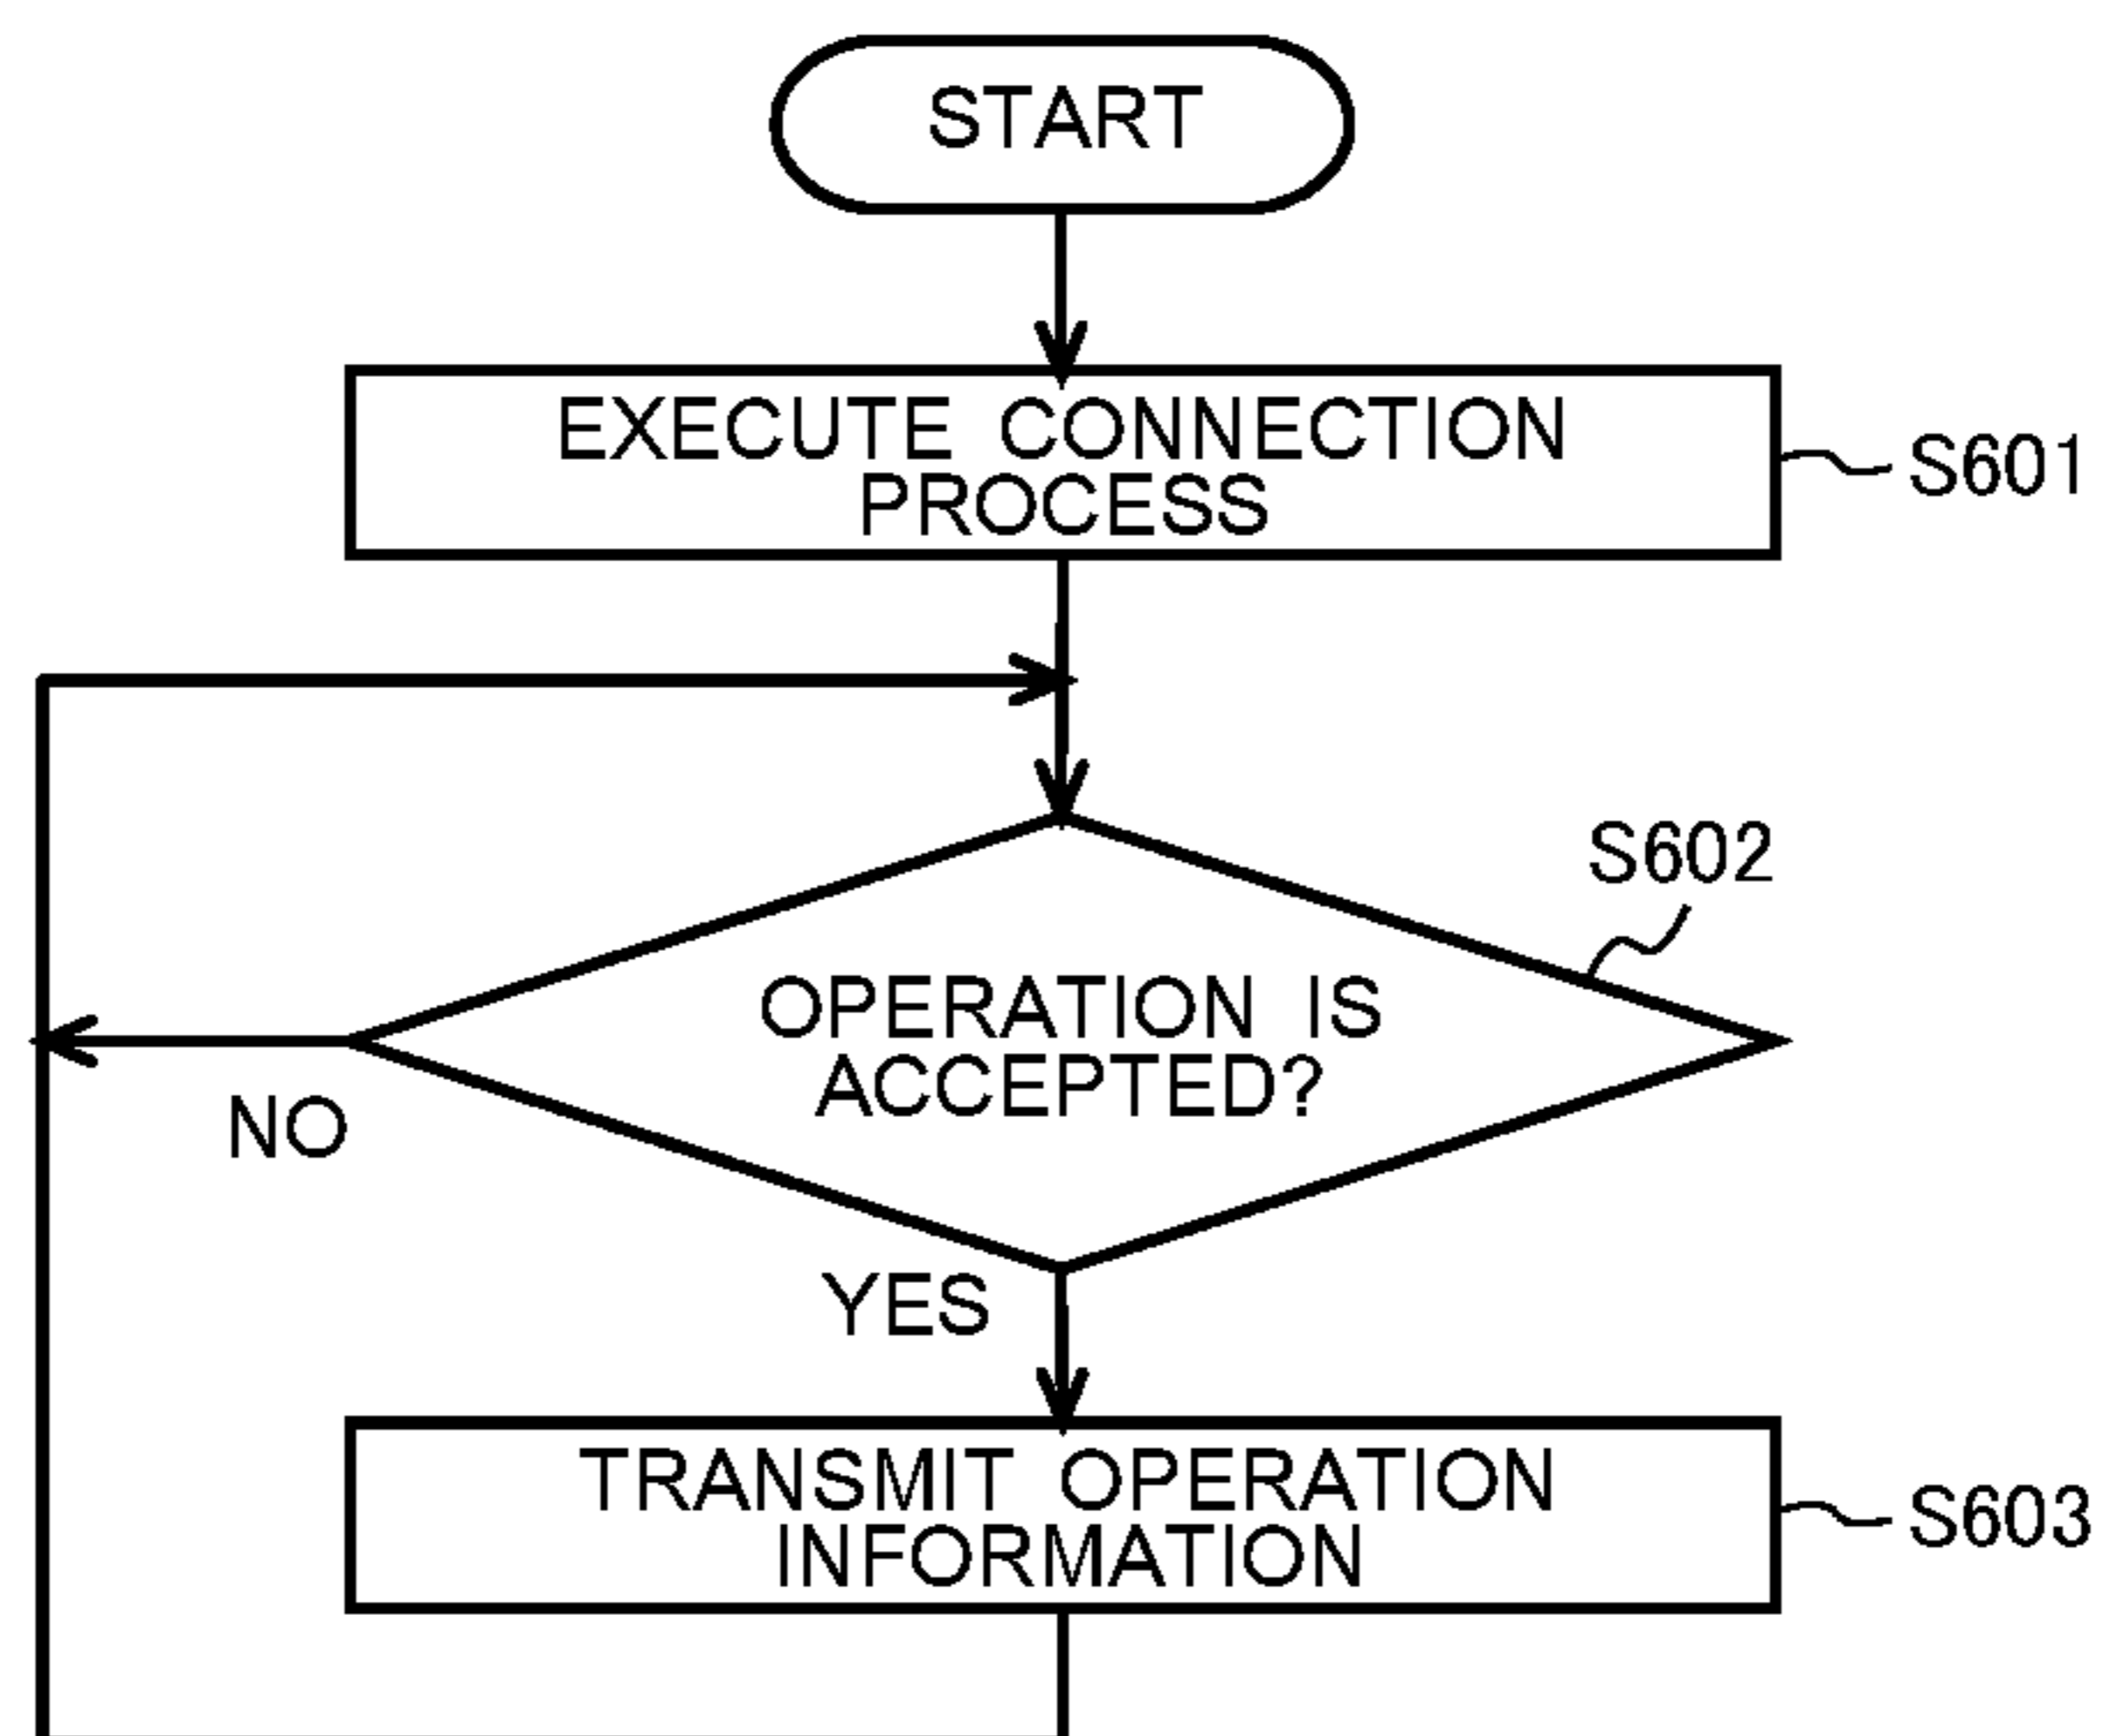 START
EXECUTE CONNECTION
PROCESS
S601
S602
OPERATION IS
ACCEPTED?
NO
YES
TRANSMIT OPERATION
INFORMATION
S603